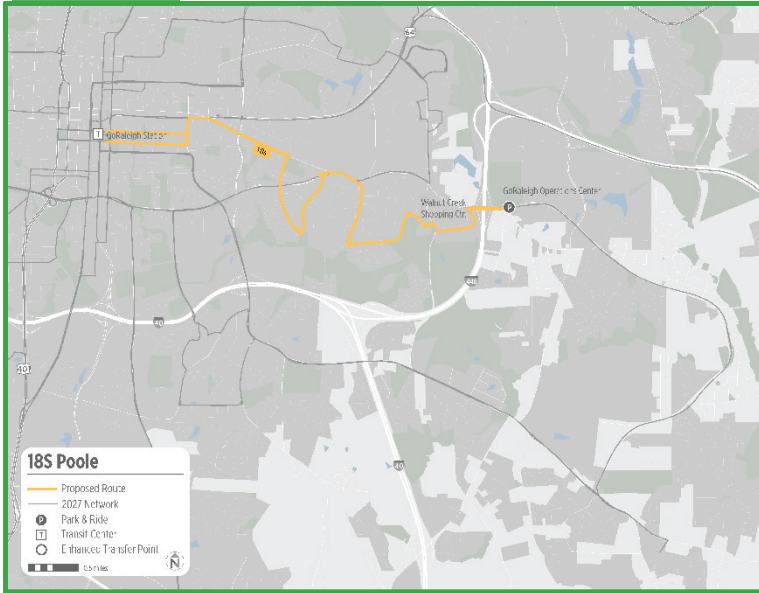 64
GoRaleigh Station
18S
GoRaleigh Operations Center
Walnut Creek
Shopping Ctr.
440
40
401
40
18S Poole
Proposed Route
2027 Network
P Park & Ride
T Transit Center
Enhanced Transfer Point
N
0.5 miles
T
P